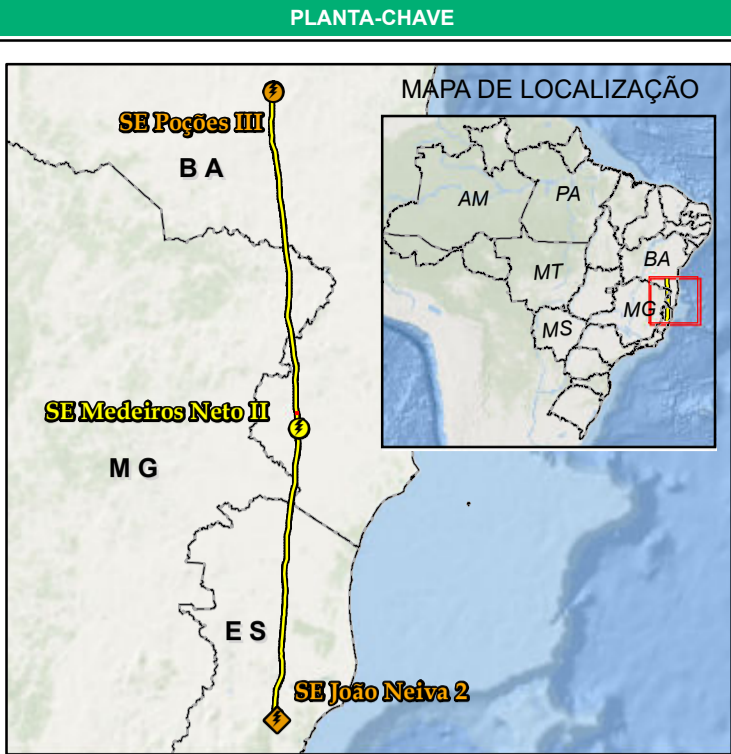 PLANTA-CHAVE
MAPA DE LOCALIZAÇÃO
SE Poções III
B A
AM
PA
BA
MT
MG
MS
SE Medeiros Neto II
M G
E S
SE João Neiva 2